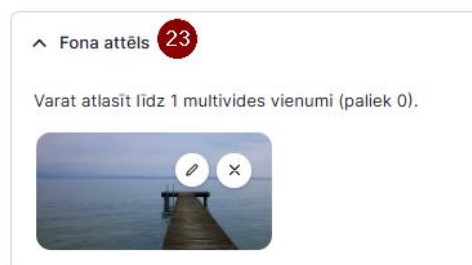 Fona attēls 23
Varat atlasīt līdz 1 multivides vienumi (paliek 0).